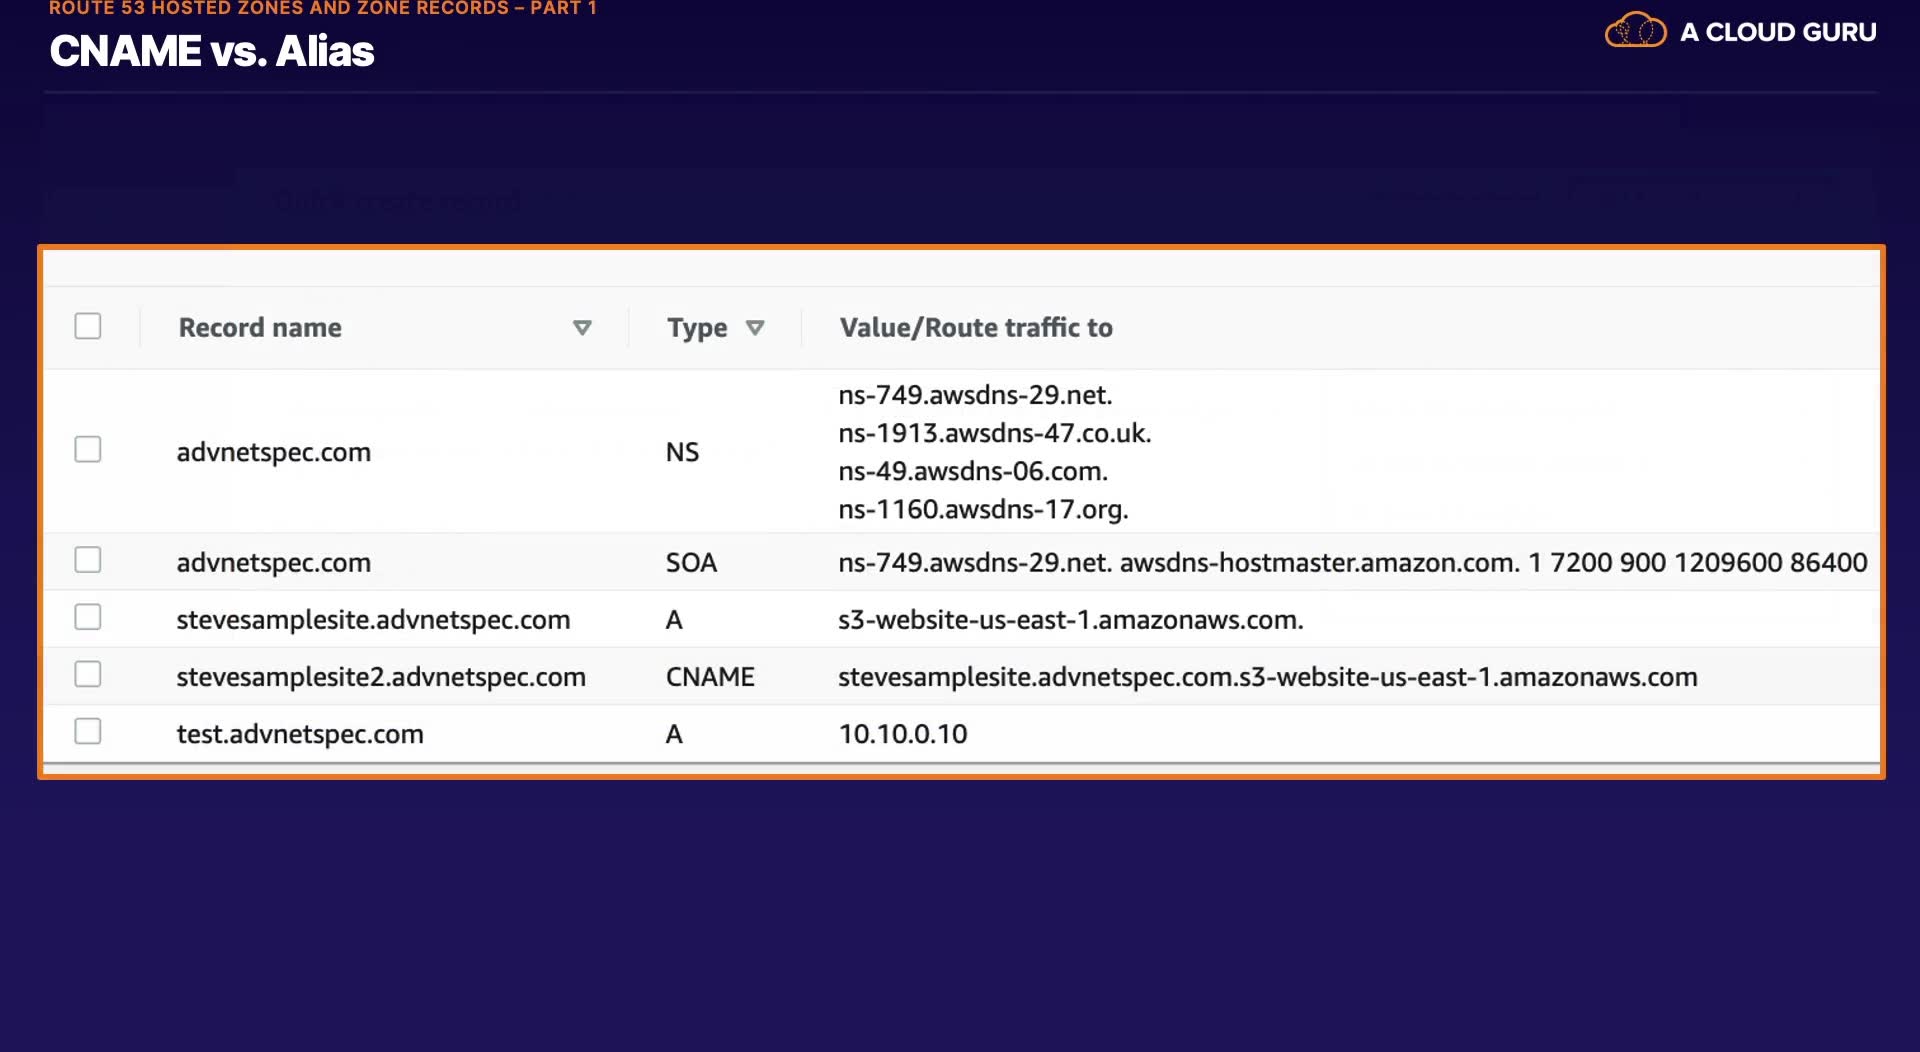 ROUTE 53 HOSTED ZONES AND ZONE RECORDS – PART 1
CNAME vs. Alias
A CLOUD GURU
Quick create record
Record name Type Value/Route traffic to
advnetspec.com NS ns-749.awsdns-29.net.
ns-1913.awsdns-47.co.uk.
ns-49.awsdns-06.com.
ns-1160.awsdns-17.org.
advnetspec.com SOA ns-749.awsdns-29.net. awsdns-hostmaster.amazon.com. 1 7200 900 1209600 86400
stevesamplesite.advnetspec.com A s3-website-us-east-1.amazonaws.com.
stevesamplesite2.advnetspec.com CNAME stevesamplesite.advnetspec.com.s3-website-us-east-1.amazonaws.com
test.advnetspec.com A 10.10.0.10